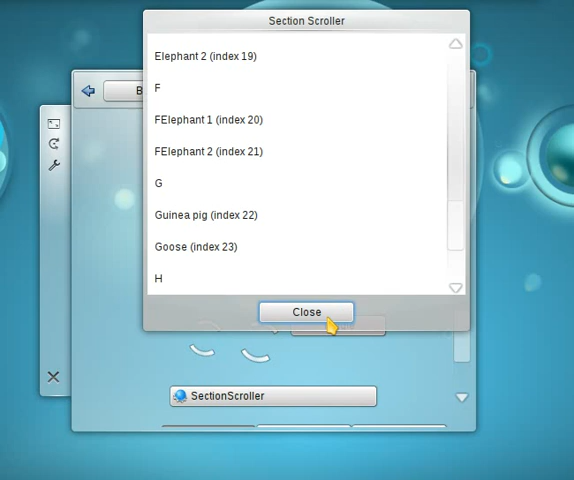 Section Scroller
Elephant 2 (index 19)
F
FElephant 1 (index 20)
FElephant 2 (index 21)
G
Guinea pig (index 22)
Goose (index 23)
H
Close
B
SectionScroller